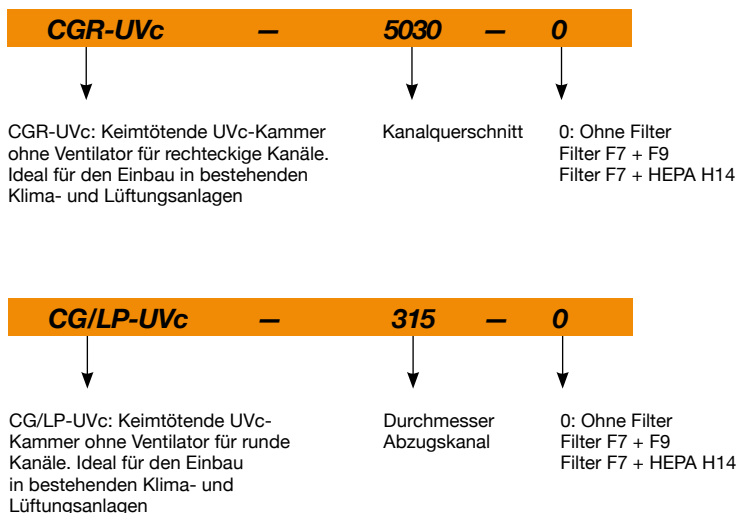 CGR-UVc – 5030 – 0
CGR-UVc: Keimtötende UVc-Kammer
ohne Ventilator für rechteckige Kanäle.
Ideal für den Einbau in bestehenden
Klima- und Lüftungsanlagen
Kanalquerschnitt
0: Ohne Filter
Filter F7 + F9
Filter F7 + HEPA H14
CG/LP-UVc – 315 – 0
CG/LP-UVc: Keimtötende UVc-
Kammer ohne Ventilator für runde
Kanäle. Ideal für den Einbau
in bestehenden Klima- und
Lüftungsanlagen
Durchmesser
Abzugskanal
0: Ohne Filter
Filter F7 + F9
Filter F7 + HEPA H14